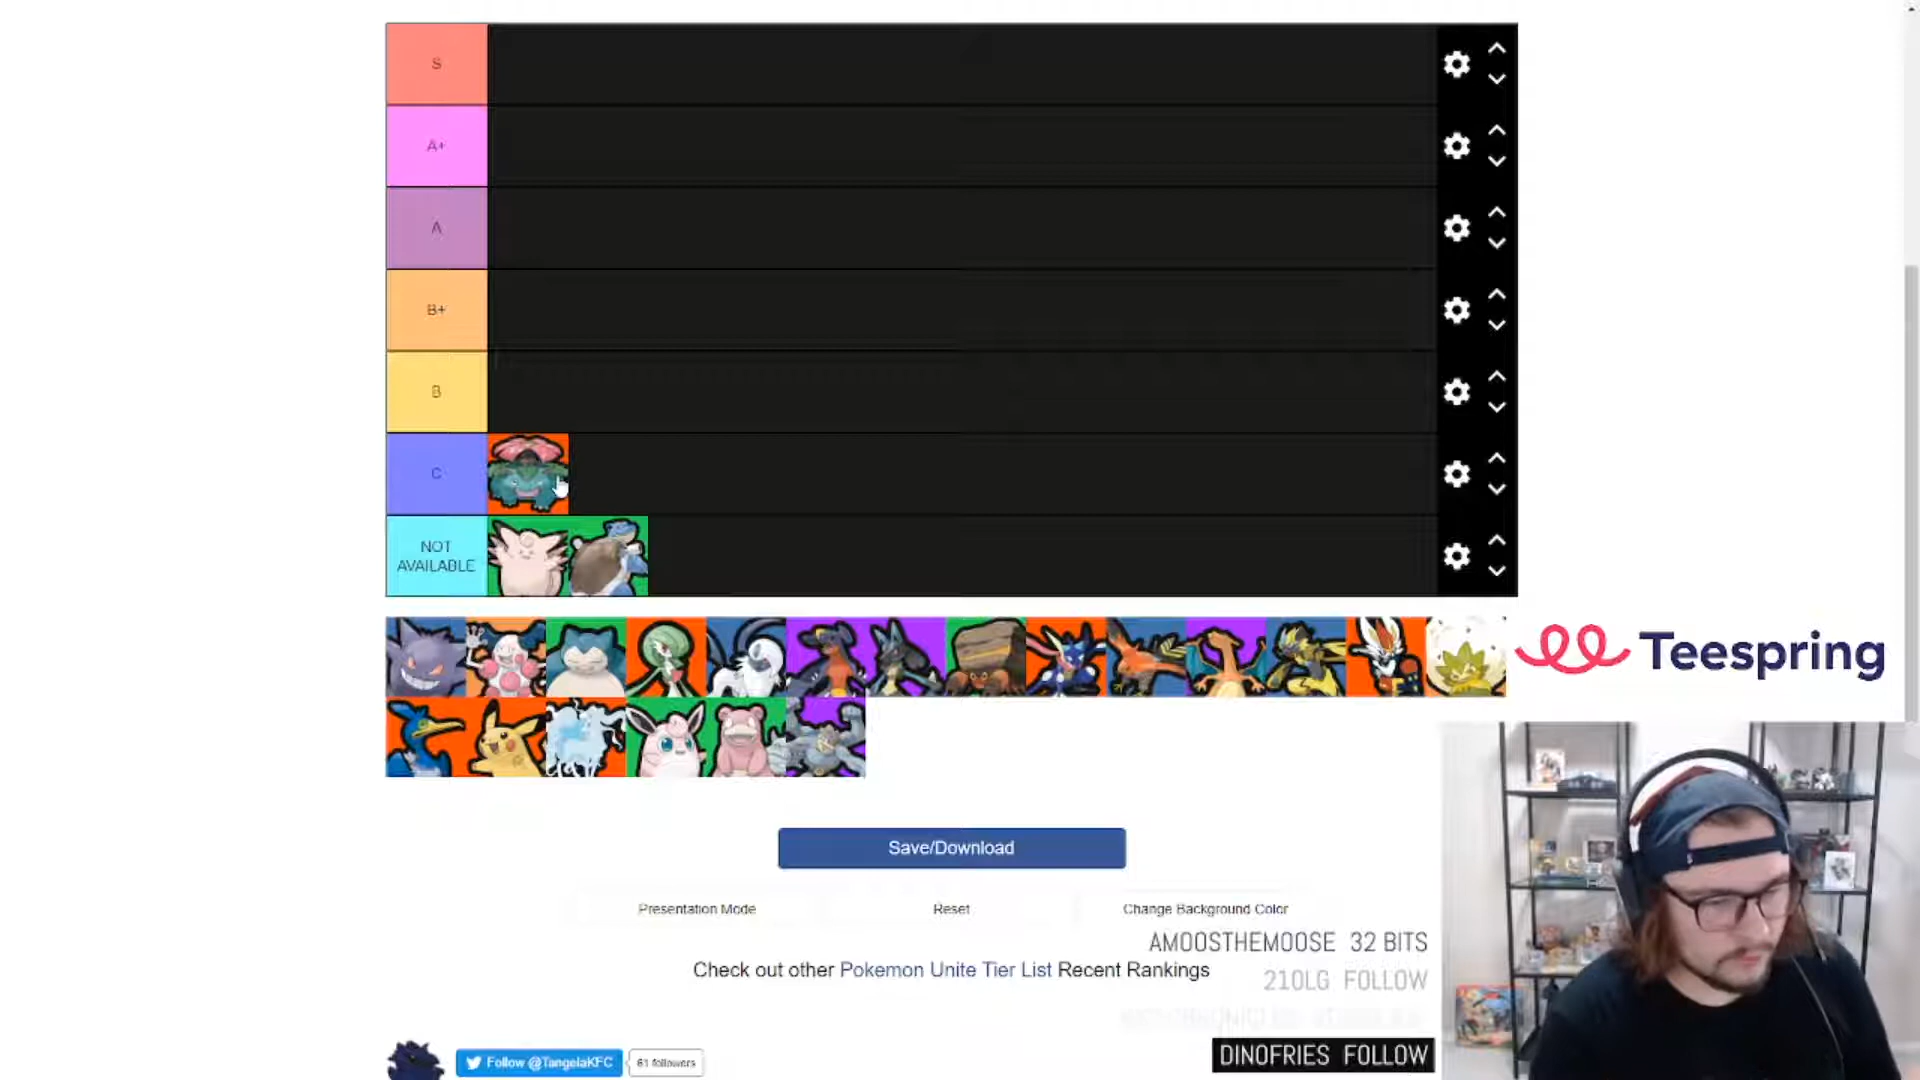 S
A+
A
B+
B
C
NOT
AVAILABLE
Teespring
Save/Download
Presentation Mode
Reset
Change Background Color
AMOOSTHEMOOSE 32 BITS
Check out other Pokemon Unite Tier List Recent Rankings
210LG FOLLOW
DINOFRIES FOLLOW
Follow @TangelaKFC
61 followers